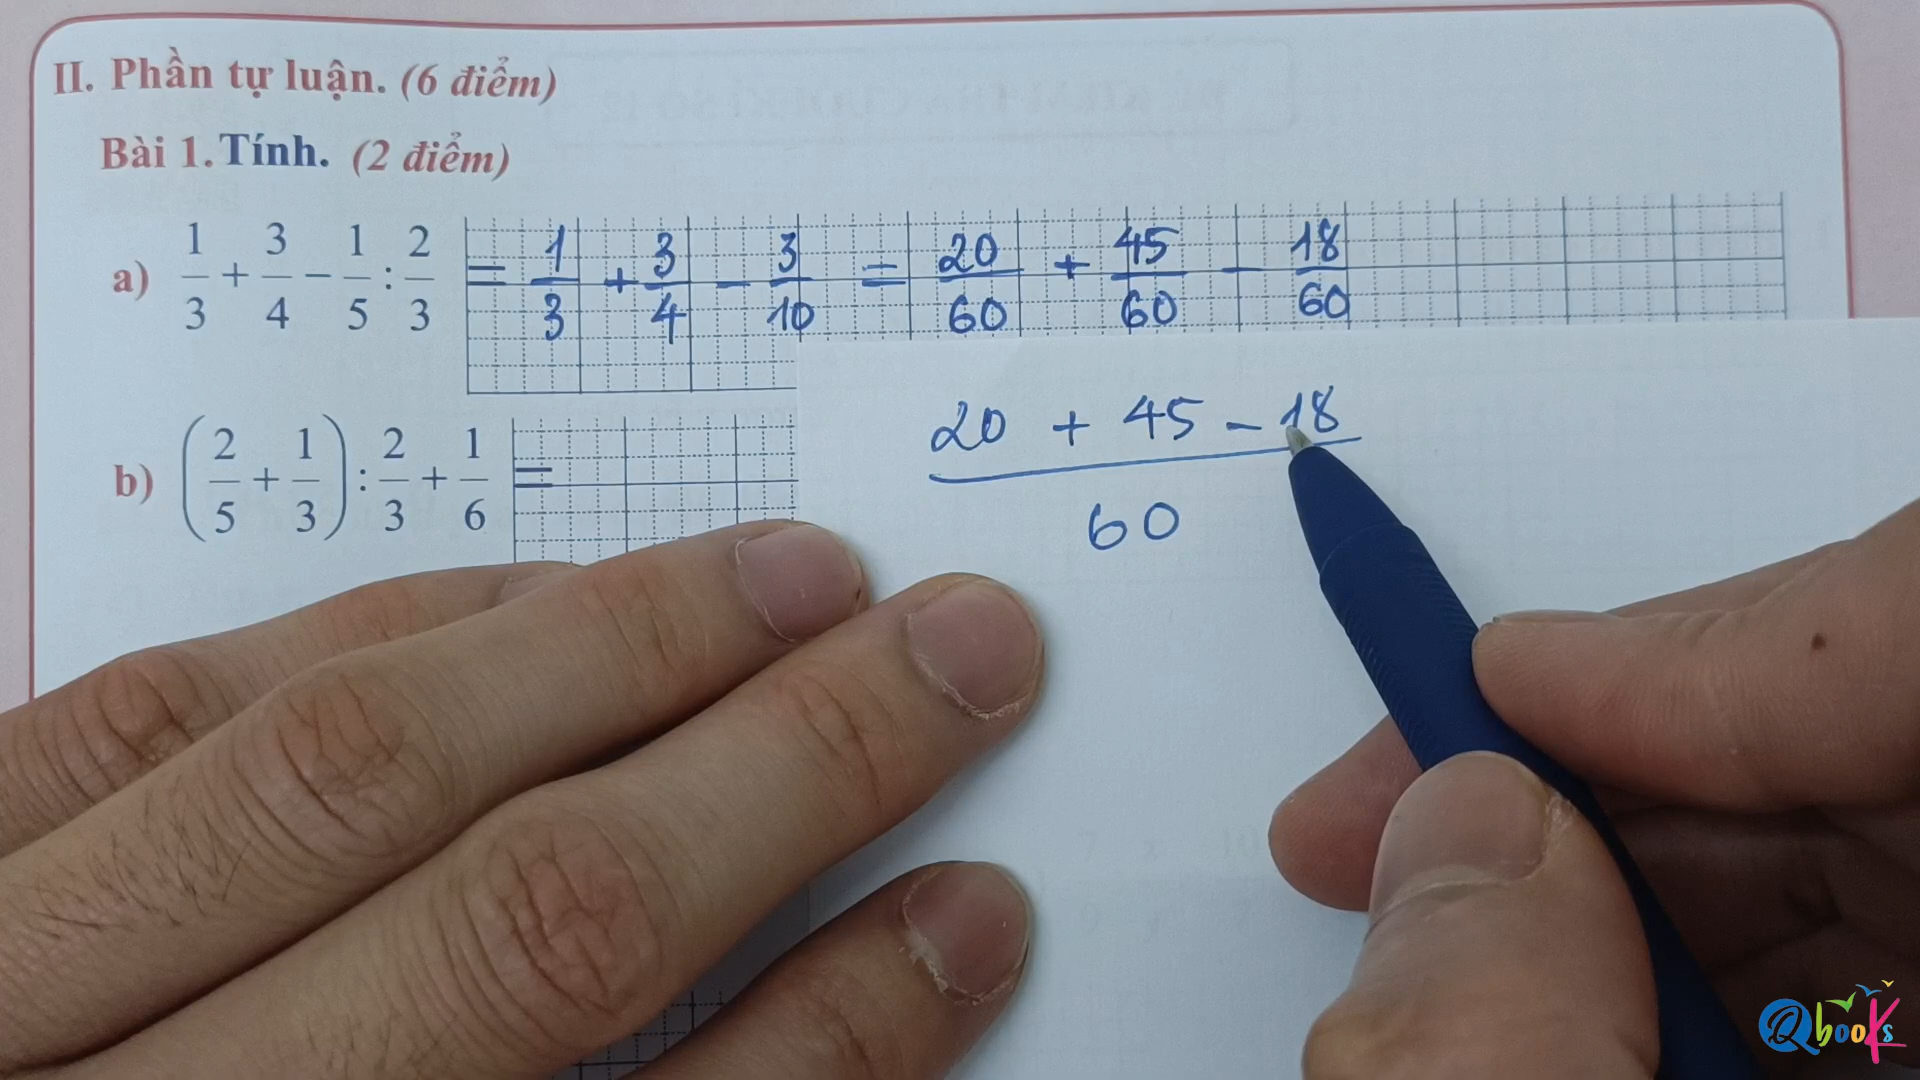 II. Phần tự luận. (6 điểm)
Bài 1. Tính. (2 điểm)
a) 1/3 + 3/4 − 1/5 : 2/3 = 1/3 + 3/4 − 3/10 = 20/60 + 45/60 − 18/60
20 + 45 − 18
60
b) (2/5 + 1/3) : 2/3 + 1/6 =
Qbooks